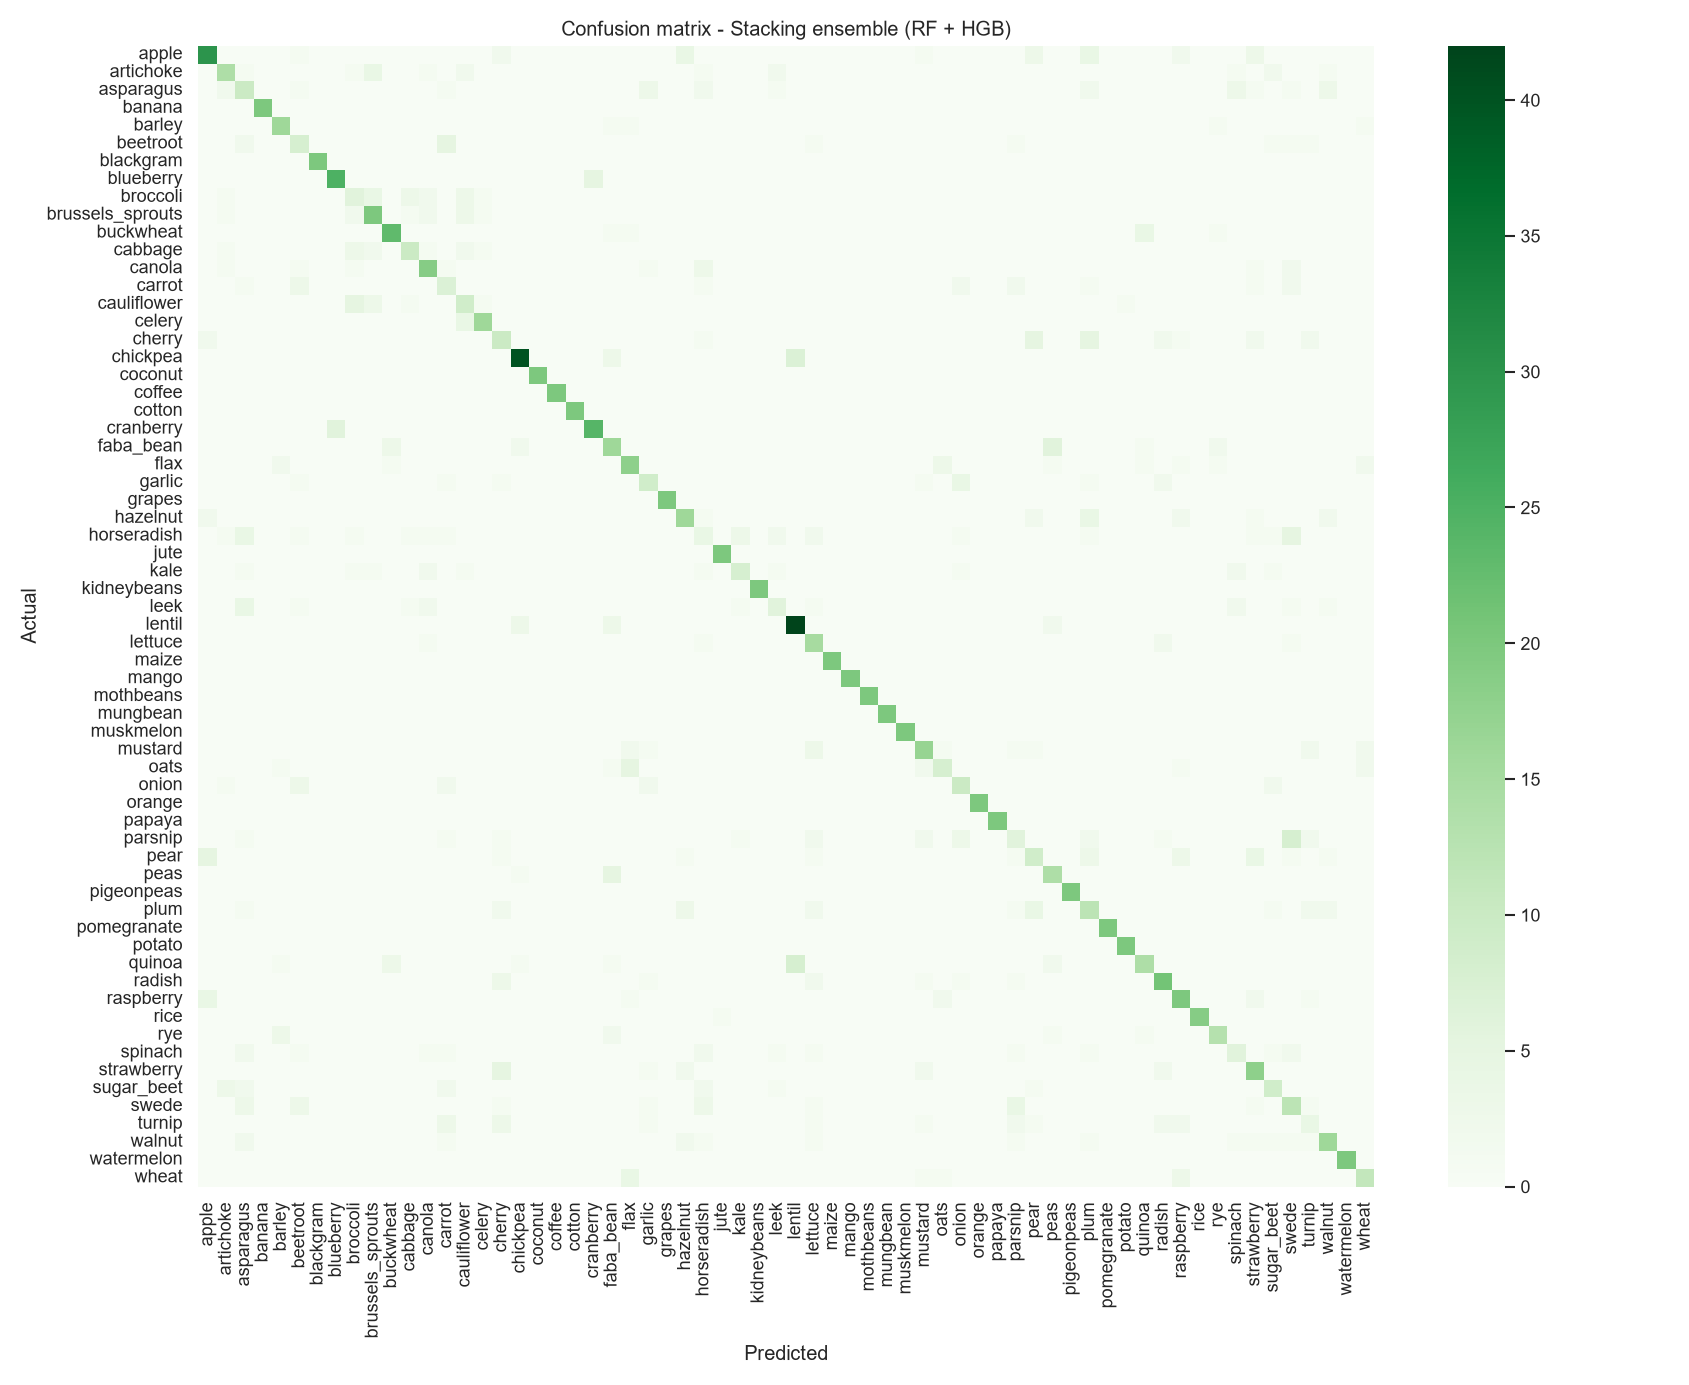 Confusion matrix - Stacking ensemble (RF + HGB)
apple
artichoke
asparagus
banana
barley
beetroot
blackgram
blueberry
broccoli
brussels_sprouts
buckwheat
cabbage
canola
carrot
cauliflower
celery
cherry
chickpea
coconut
coffee
cotton
cranberry
faba_bean
flax
garlic
grapes
hazelnut
horseradish
jute
kale
kidneybeans
leek
lentil
lettuce
maize
mango
mothbeans
mungbean
muskmelon
mustard
oats
onion
orange
papaya
parsnip
pear
peas
pigeonpeas
plum
pomegranate
potato
quinoa
radish
raspberry
rice
rye
spinach
strawberry
sugar_beet
swede
turnip
walnut
watermelon
wheat
Actual
apple
artichoke
asparagus
banana
barley
beetroot
blackgram
blueberry
broccoli
brussels_sprouts
buckwheat
cabbage
canola
carrot
cauliflower
celery
cherry
chickpea
coconut
coffee
cotton
cranberry
faba_bean
flax
garlic
grapes
hazelnut
horseradish
jute
kale
kidneybeans
leek
lentil
lettuce
maize
mango
mothbeans
mungbean
muskmelon
mustard
oats
onion
orange
papaya
parsnip
pear
peas
pigeonpeas
plum
pomegranate
potato
quinoa
radish
raspberry
rice
rye
spinach
strawberry
sugar_beet
swede
turnip
walnut
watermelon
wheat
Predicted
40
35
30
25
20
15
10
5
0